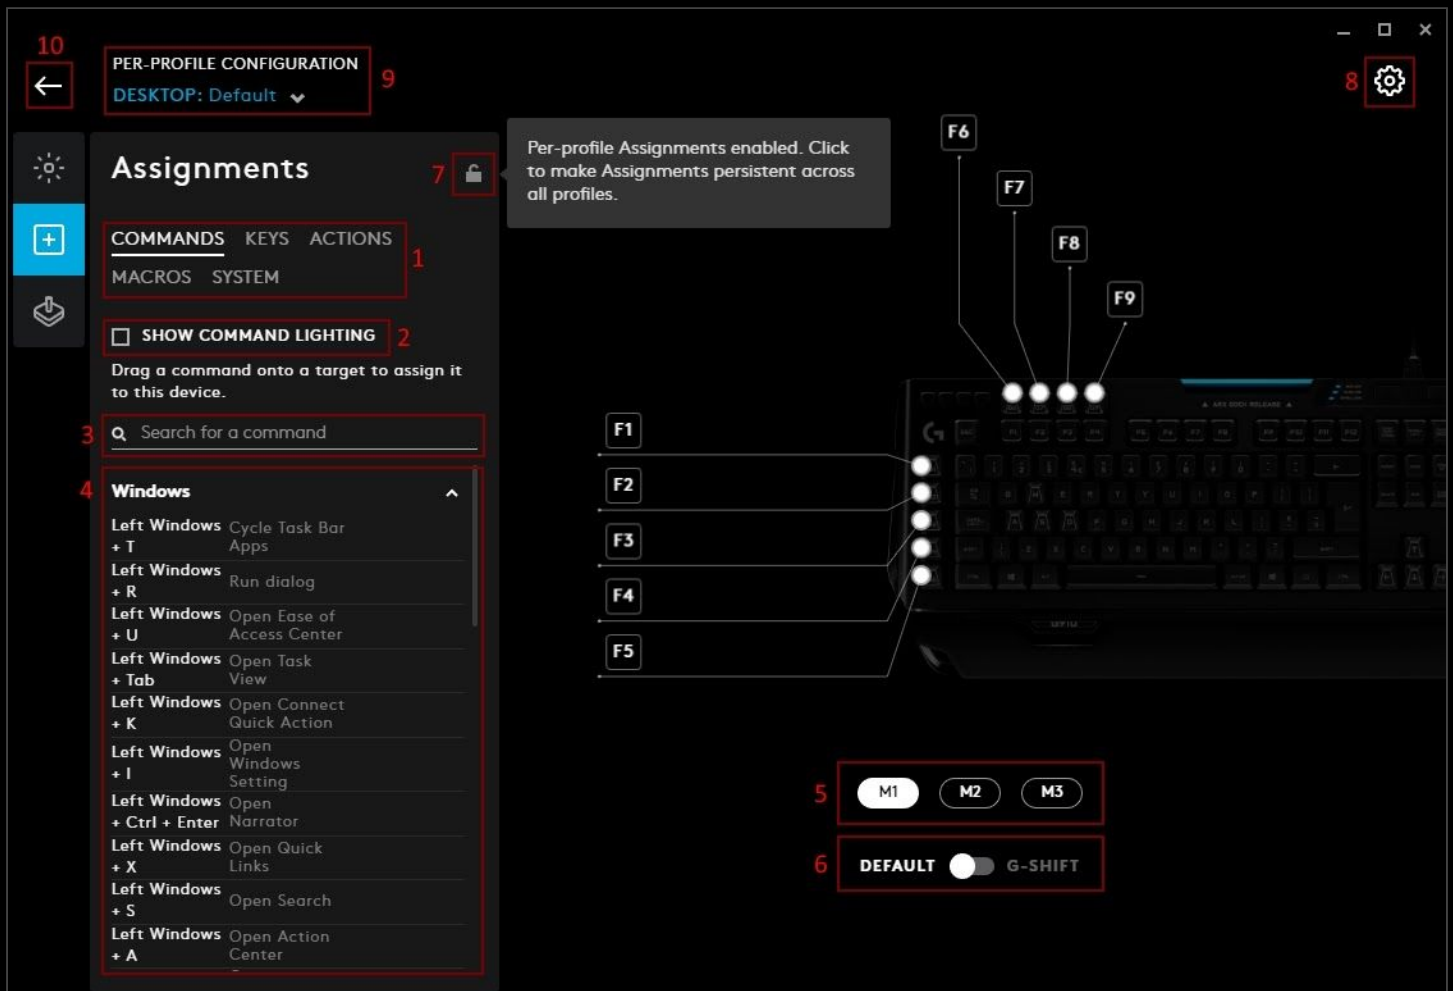 10
PER-PROFILE CONFIGURATION
DESKTOP: Default
9
8
Assignments
7
Per-profile Assignments enabled. Click
to make Assignments persistent across
all profiles.
COMMANDS KEYS ACTIONS
MACROS SYSTEM
1
SHOW COMMAND LIGHTING
2
Drag a command onto a target to assign it
to this device.
3
Search for a command
4
Windows
Left Windows
+ T
Cycle Task Bar
Apps
Left Windows
+ R
Run dialog
Left Windows
+ U
Open Ease of
Access Center
Left Windows
+ Tab
Open Task
View
Left Windows
+ K
Open Connect
Quick Action
Left Windows
+ I
Open
Windows
Setting
Left Windows
+ Ctrl + Enter
Open
Narrator
Left Windows
+ X
Open Quick
Links
Left Windows
+ S
Open Search
Left Windows
+ A
Open Action
Center
F6
F7
F8
F9
F1
F2
F3
F4
F5
ARX DOCK RELEASE
5
M1 M2 M3
6
DEFAULT G-SHIFT